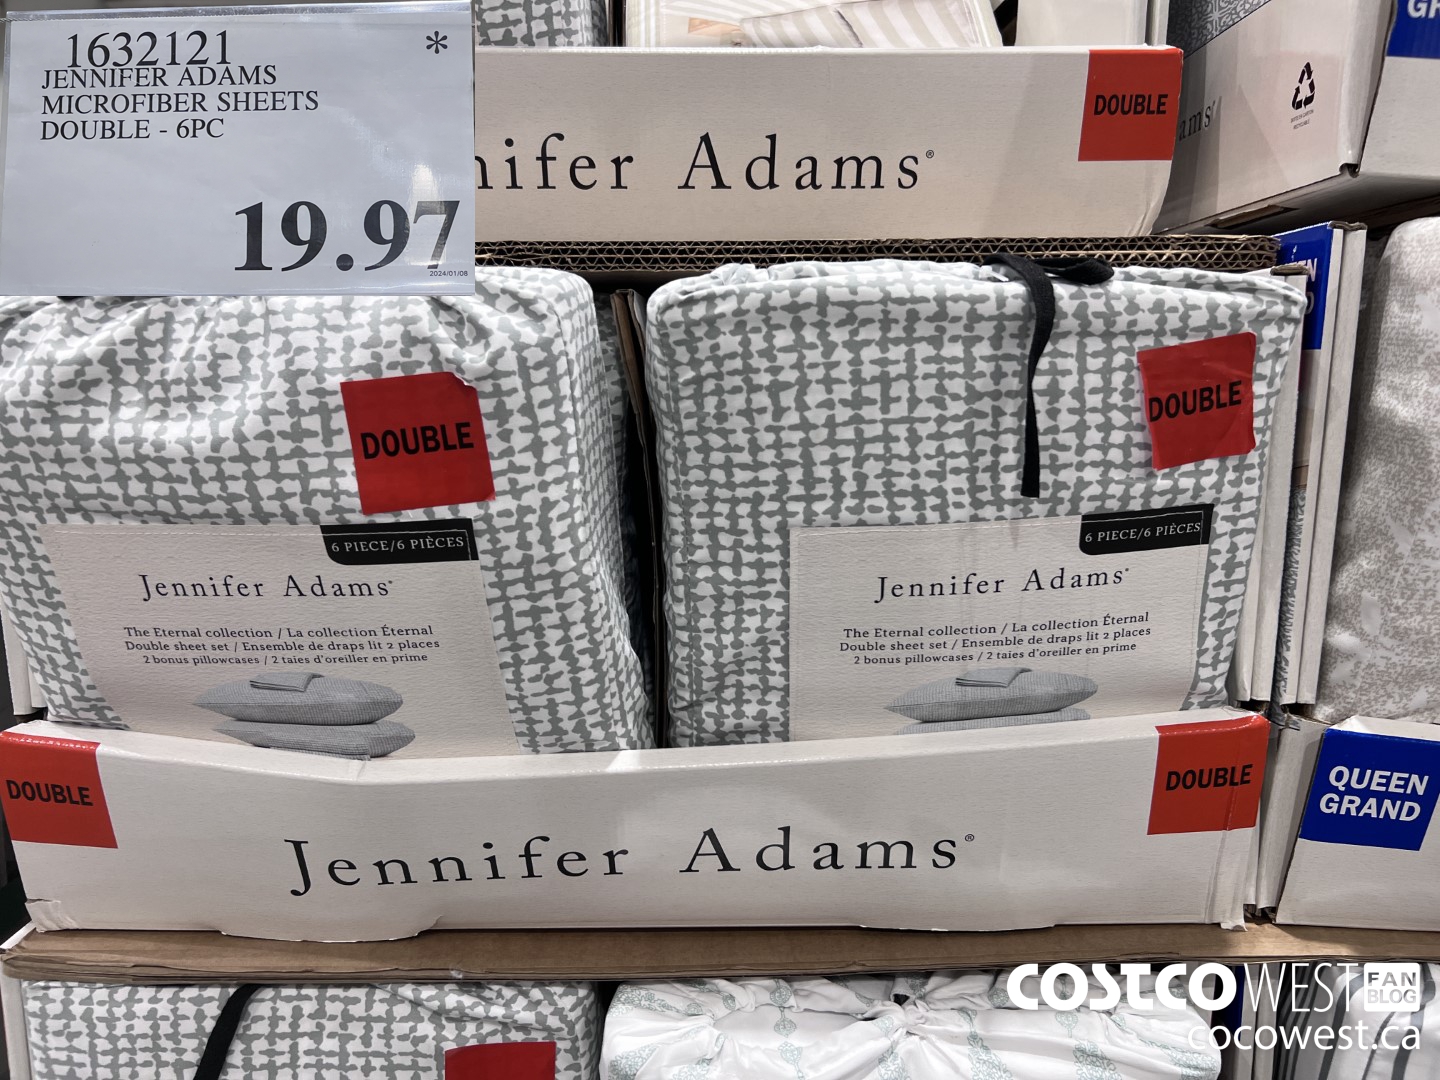 1632121 *
JENNIFER ADAMS
MICROFIBER SHEETS
DOUBLE - 6PC
19.97
2024/01/08
nifer Adams®
DOUBLE
ams
DOUBLE
6 PIECE/6 PIÈCES
Jennifer Adams®
The Eternal collection / La collection Éternal
Double sheet set / Ensemble de draps lit 2 places
2 bonus pillowcases / 2 taies d'oreiller en prime
DOUBLE
6 PIECE/6 PIÈCES
Jennifer Adams®
The Eternal collection / La collection Éternal
Double sheet set / Ensemble de draps lit 2 places
2 bonus pillowcases / 2 taies d'oreiller en prime
DOUBLE
Jennifer Adams®
DOUBLE
QUEEN
GRAND
COSTCO WEST FAN BLOG
cocowest.ca